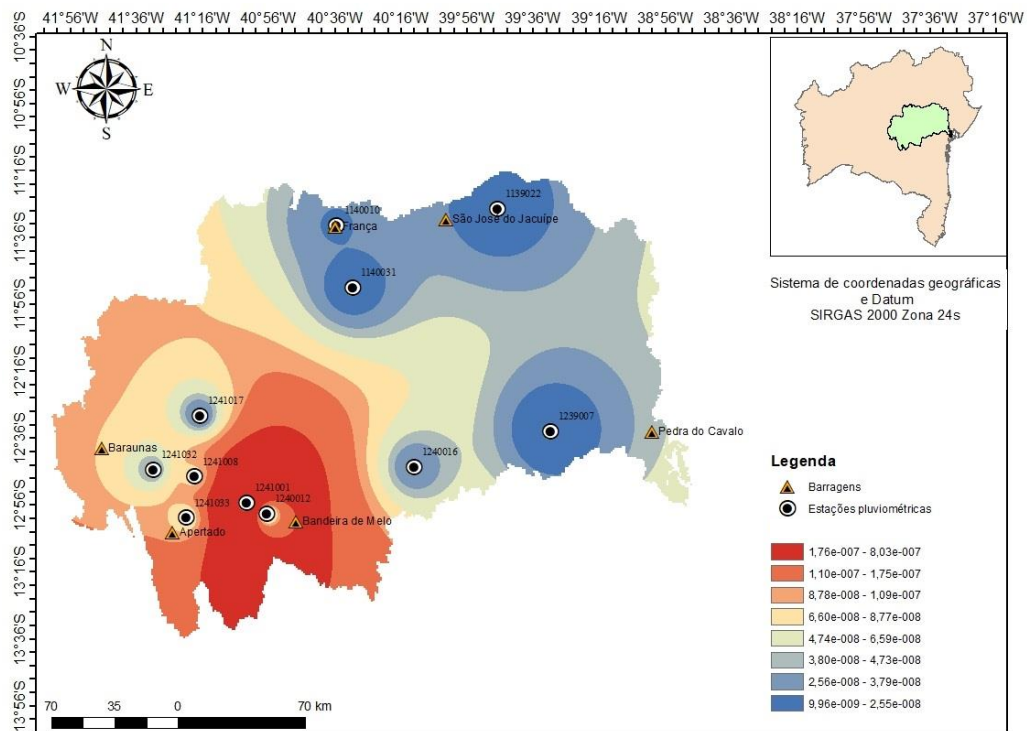 41°56'W 41°36'W 41°16'W 40°56'W 40°36'W 40°16'W 39°56'W 39°36'W 39°16'W 38°56'W 38°16'W 37°56'W 37°36'W 37°16'W
10°36'S
10°56'S
11°16'S
11°36'S
11°56'S
12°16'S
12°36'S
12°56'S
13°16'S
13°36'S
13°56'S
N
W E
S
1139022
1140010
São José do Jacuípe
França
1140031
1241017
1239007
Pedra do Cavalo
Baraunas
1241032
1240016
1241008
1241001
1240012
1241033
Bandeira de Melo
Apertado
70 35 0 70 km
Sistema de coordenadas geográficas
e Datum
SIRGAS 2000 Zona 24s
Legenda
Barragens
Estações pluviométricas
1,76e-007 - 8,03e-007
1,10e-007 - 1,75e-007
8,78e-008 - 1,09e-007
6,60e-008 - 8,77e-008
4,74e-008 - 6,59e-008
3,80e-008 - 4,73e-008
2,56e-008 - 3,79e-008
9,96e-009 - 2,55e-008